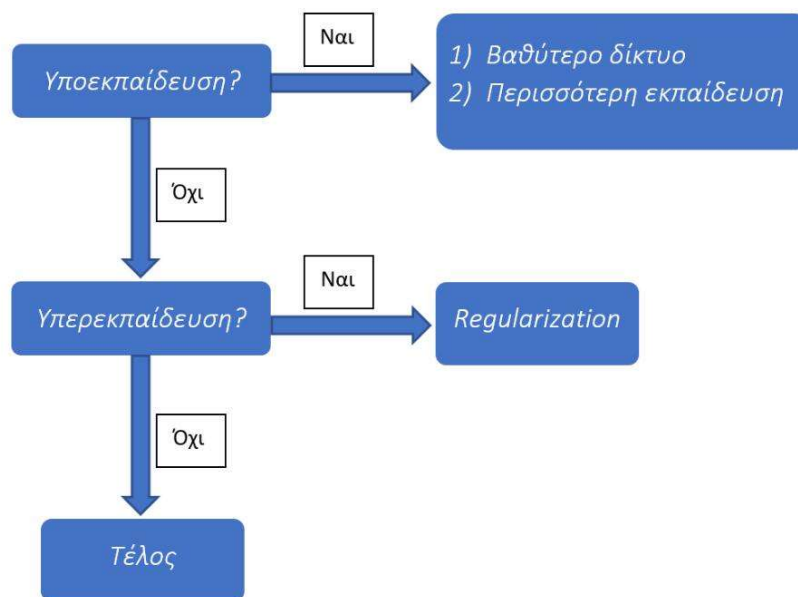 Ναι
Υποεκπαίδευση?
1) Βαθύτερο δίκτυο
2) Περισσότερη εκπαίδευση
Όχι
Ναι
Υπερεκπαίδευση?
Regularization
Όχι
Τέλος